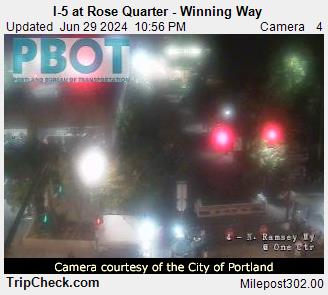 I-5 at Rose Quarter - Winning Way
Updated Jun 29 2024 10:56 PM Camera 4
PBOT
PORTLAND BUREAU OF TRANSPORTATION
4 - N. Ramsey Wy
@ One Ctr
Camera courtesy of the City of Portland
TripCheck.com Milepost302.00